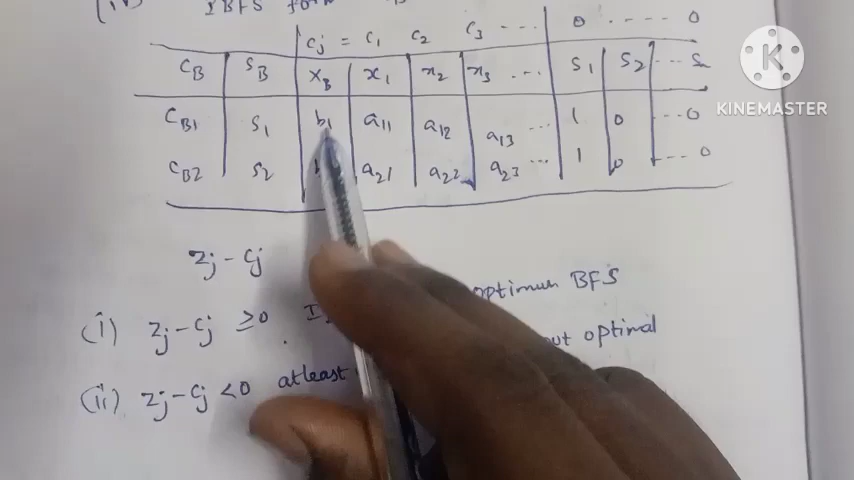 IBFS form
Cj = C1 C2 C3 ---- 0 ----- 0
CB SB XB x1 x2 x3 ... S1 S2 --- Sn
CB1 S1 b1 a11 a12 a13 ... 1 0 ---0
CB2 S2 a21 a22 a23 ... 1 0 ---- 0
Zj - Cj
(i) Zj - Cj ≥ 0 optimum BFS
optimal
(ii) Zj - Cj < 0 atleast
KINEMASTER